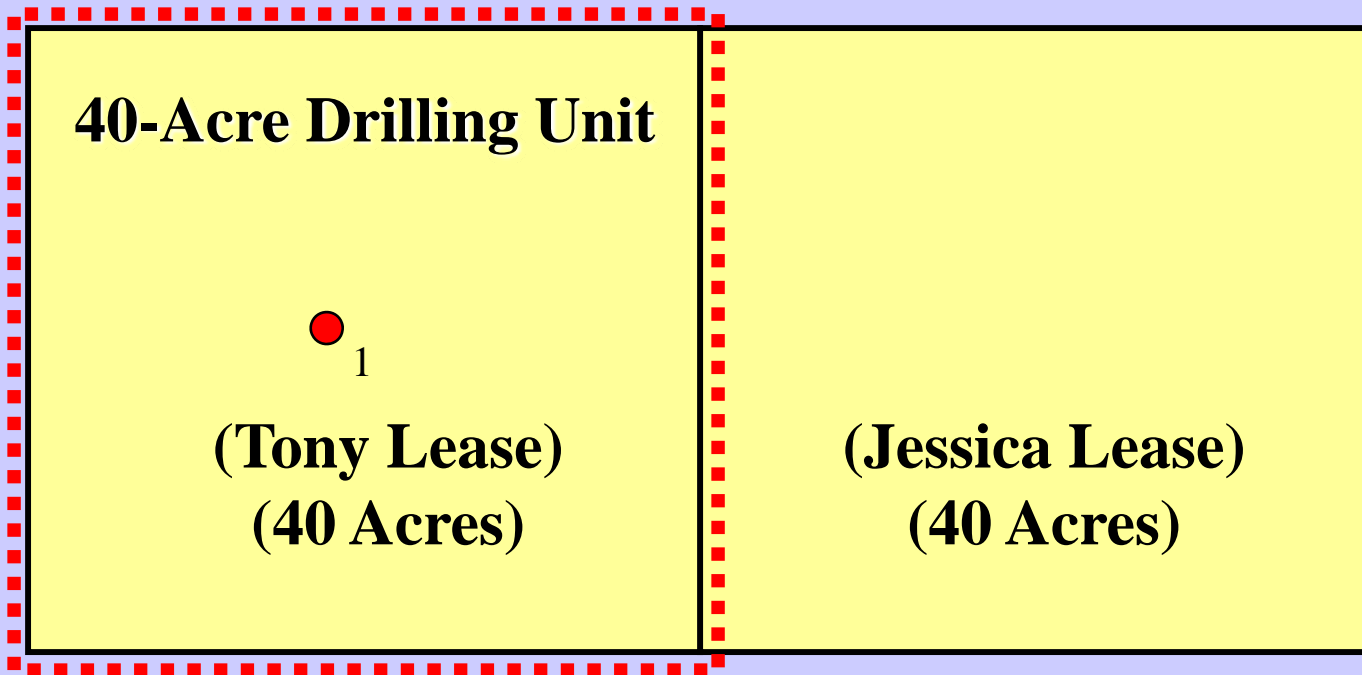 40-Acre Drilling Unit
1
(Tony Lease)
(40 Acres)
(Jessica Lease)
(40 Acres)